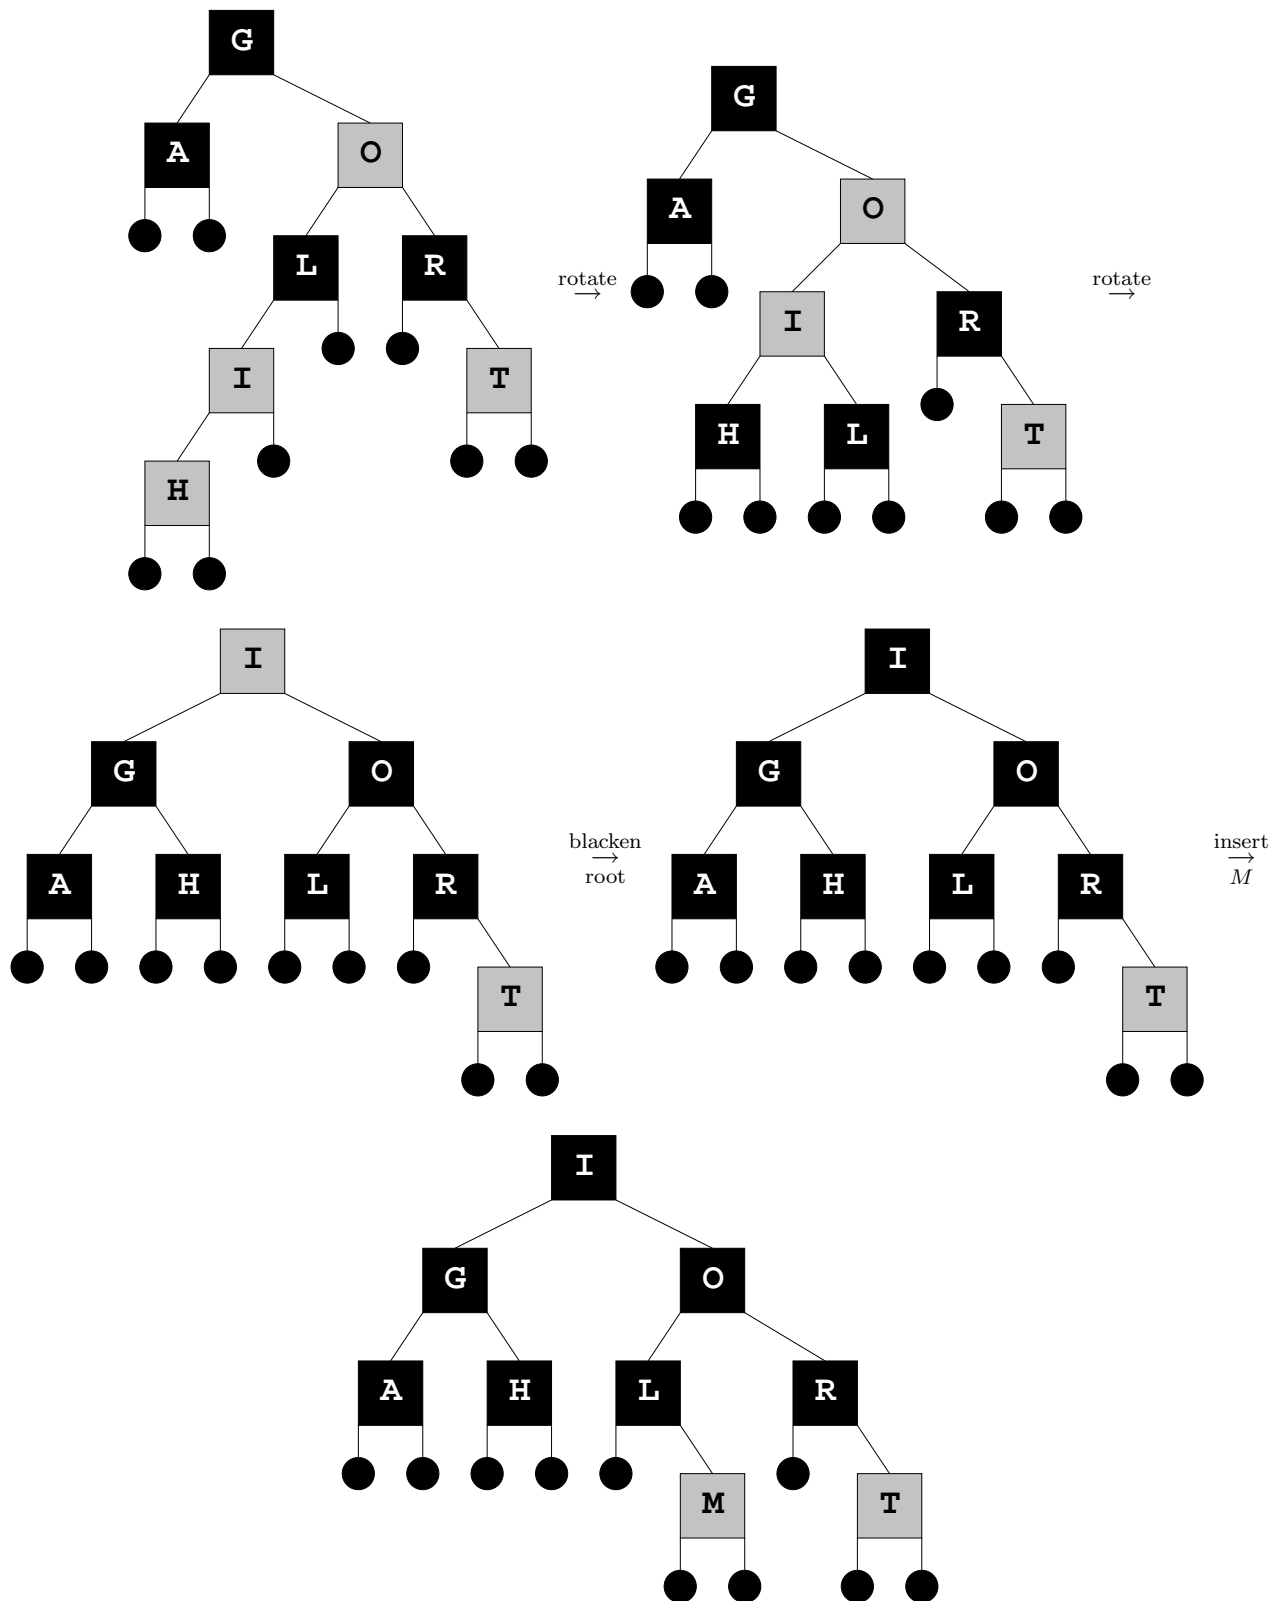 G
G
A O
A O
L R
rotate
→
rotate
→
I R
I T
H L T
H
I
I
G O
G O
blacken
→
root
insert
→
M
A H L R
A H L R
T
T
I
G O
A H L R
M T